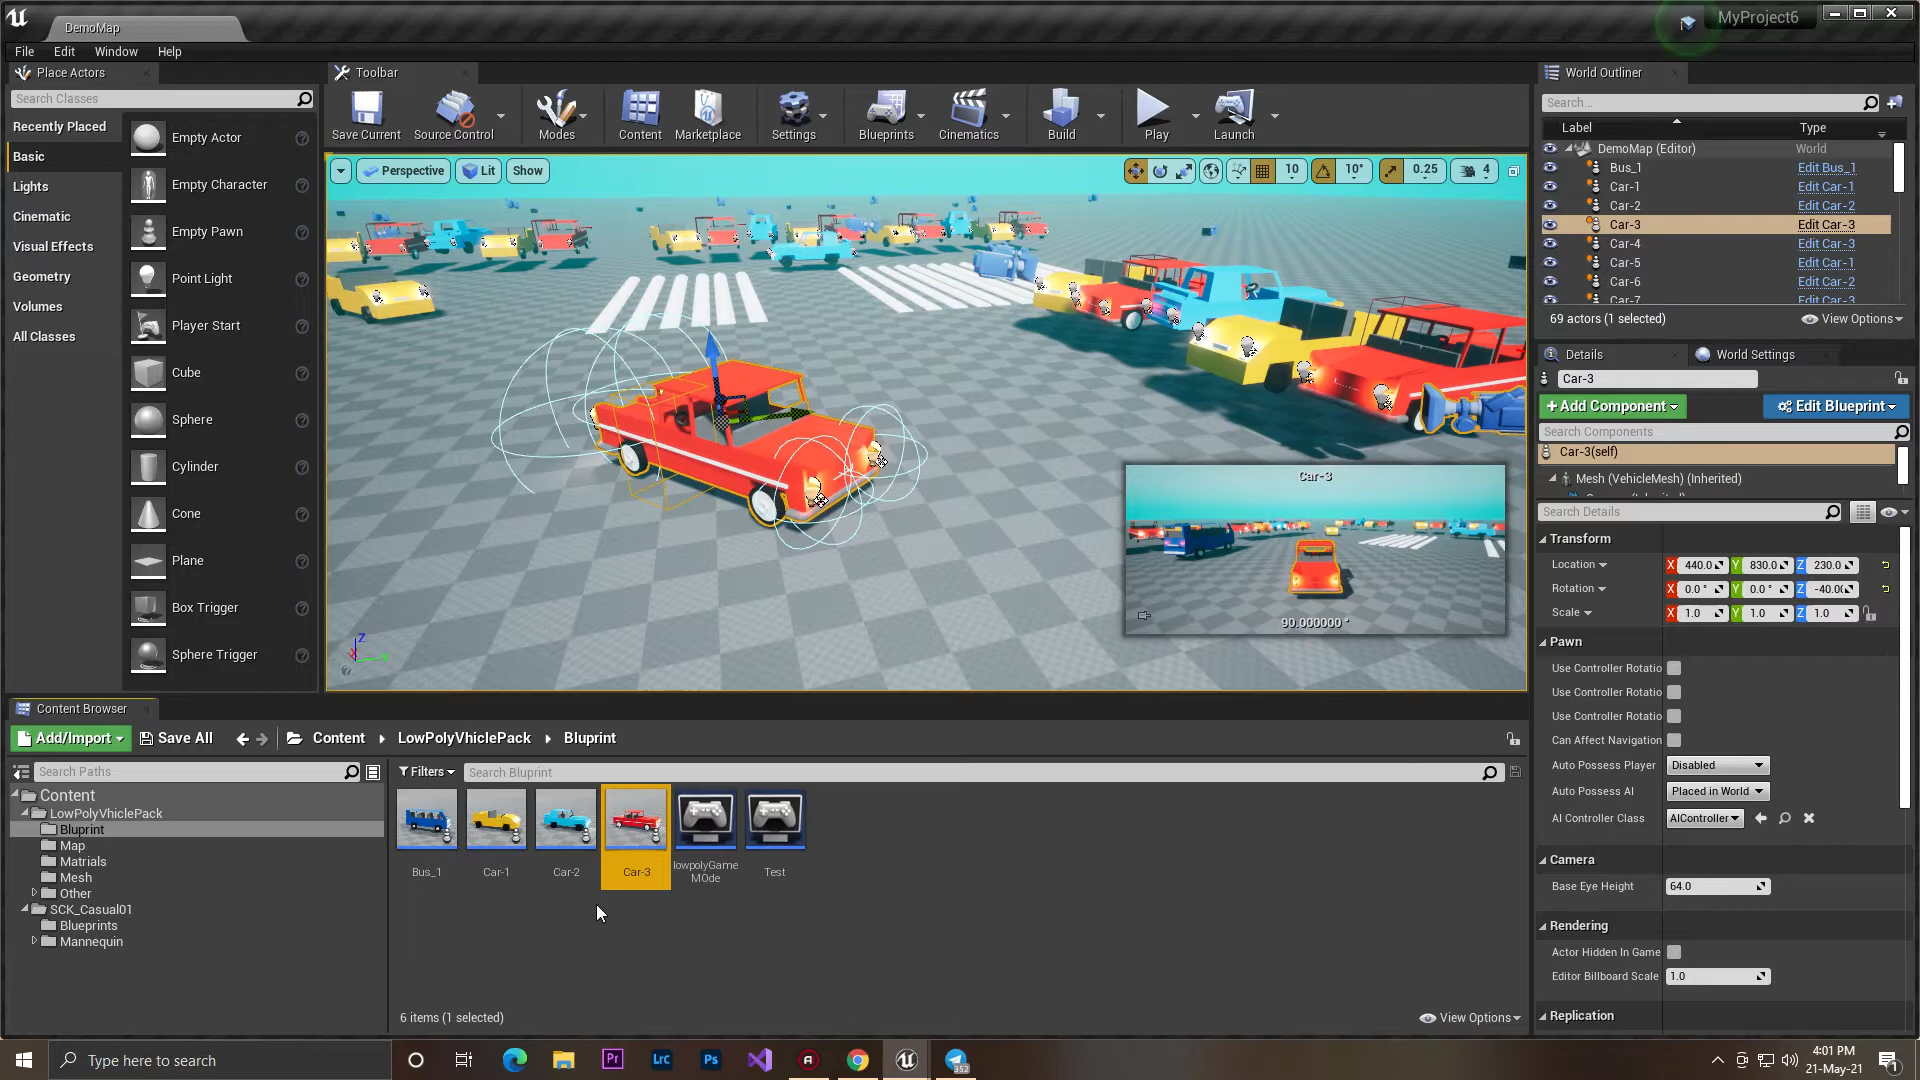 DemoMap
MyProject6
File Edit Window Help
Place Actors
Search Classes
Recently Placed
Basic
Lights
Cinematic
Visual Effects
Geometry
Volumes
All Classes
Empty Actor
Empty Character
Empty Pawn
Point Light
Player Start
Cube
Sphere
Cylinder
Cone
Plane
Box Trigger
Sphere Trigger
Toolbar
Save Current
Source Control
Modes
Content
Marketplace
Settings
Blueprints
Cinematics
Build
Play
Launch
Perspective
Lit
Show
10
10°
0.25
4
Car-3
90.000000 °
Z
World Outliner
Search...
Label Type
DemoMap (Editor) World
Bus_1 Edit Bus_1
Car-1 Edit Car-1
Car-2 Edit Car-2
Car-3 Edit Car-3
Car-4 Edit Car-3
Car-5 Edit Car-1
Car-6 Edit Car-2
Car-7 Edit Car-3
69 actors (1 selected)
View Options
Details
World Settings
Car-3
+Add Component
Edit Blueprint
Search Components
Car-3(self)
Mesh (VehicleMesh) (Inherited)
Search Details
Transform
Location X 440.0 Y 830.0 Z 230.0
Rotation X 0.0 ° Y 0.0 ° Z -40.0
Scale X 1.0 Y 1.0 Z 1.0
Pawn
Use Controller Rotatio
Use Controller Rotatio
Use Controller Rotatio
Can Affect Navigation
Auto Possess Player Disabled
Auto Possess AI Placed in World
AI Controller Class AIController
Camera
Base Eye Height 64.0
Rendering
Actor Hidden In Game
Editor Billboard Scale 1.0
Replication
Content Browser
Add/Import
Save All
Content
LowPolyVhiclePack
Bluprint
Search Paths
Filters
Search Bluprint
Content
LowPolyVhiclePack
Bluprint
Map
Matrials
Mesh
Other
SCK_Casual01
Blueprints
Mannequin
Bus_1
Car-1
Car-2
Car-3
lowpolyGame
MOde
Test
6 items (1 selected)
View Options
Type here to search
Pr
Lrc
Ps
352
4:01 PM
21-May-21
1